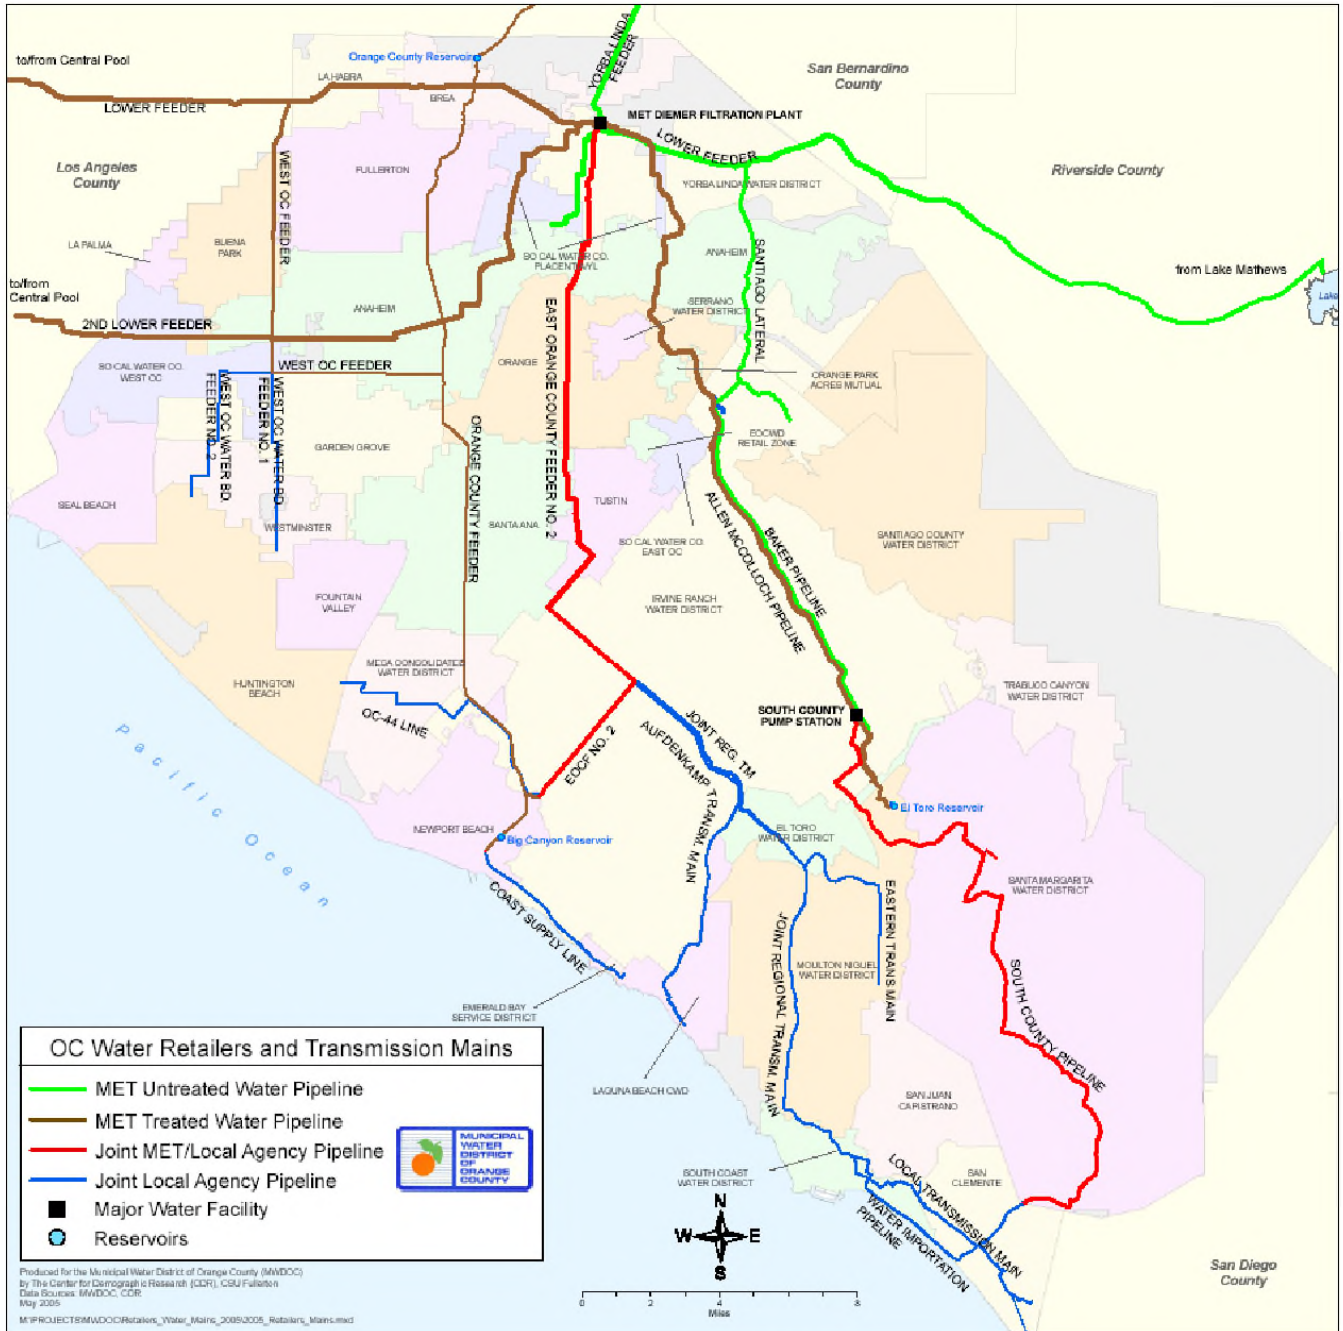 YORBA LINDA
FEEDER
to/from Central Pool
Orange County Reservoir
San Bernardino
County
LA HABRA
BREA
LOWER FEEDER
MET DIEMER FILTRATION PLANT
LOWER FEEDER
Los Angeles
County
WEST OC FEEDER
FULLERTON
YORBA LINDA WATER DISTRICT
Riverside County
LA PALMA
BUENA
PARK
SO CAL WATER CO.
PLACENT/YL
ANAHEIM
SANTIAGO LATERAL
from Lake Mathews
to/from
Central Pool
Lake
ANAHEIM
SERRANO
WATER DISTRICT
2ND LOWER FEEDER
EAST ORANGE COUNTY FEEDER NO. 2
SO CAL WATER CO.
WEST OC
WEST OC FEEDER
ORANGE
ORANGE PARK
ACRES MUTUAL
WEST OC WATER BD.
FEEDER NO. 2
WEST OC WATER BD.
FEEDER NO. 1
ORANGE COUNTY FEEDER
GARDEN GROVE
EOCWD
RETAIL ZONE
SEAL BEACH
WESTMINSTER
SANTA ANA
TUSTIN
SO CAL WATER CO.
EAST OC
ALLEN MCCOLLOCH PIPELINE
BAKER PIPELINE
SANTIAGO COUNTY
WATER DISTRICT
FOUNTAIN
VALLEY
IRVINE RANCH
WATER DISTRICT
MESA CONSOLIDATED
WATER DISTRICT
HUNTINGTON
BEACH
TRABUCO CANYON
WATER DISTRICT
OC-44 LINE
SOUTH COUNTY
PUMP STATION
JOINT REG. TM
AUFDENKAMP TRANSM. MAIN
EOCF NO. 2
Pacific Ocean
El Toro Reservoir
NEWPORT BEACH
Big Canyon Reservoir
EL TORO
WATER DISTRICT
COAST SUPPLY LINE
EASTERN TRANS MAIN
SANTA MARGARITA
WATER DISTRICT
JOINT REGIONAL TRANSM. MAIN
MOULTON NIGUEL
WATER DISTRICT
SOUTH COUNTY PIPELINE
EMERALD BAY
SERVICE DISTRICT
LAGUNA BEACH CWD
SAN JUAN
CAPISTRANO
SOUTH COAST
WATER DISTRICT
LOCAL TRANSMISSION MAIN
SAN
CLEMENTE
WATER IMPORTATION
PIPELINE
San Diego
County
OC Water Retailers and Transmission Mains
MET Untreated Water Pipeline
MET Treated Water Pipeline
Joint MET/Local Agency Pipeline
Joint Local Agency Pipeline
Major Water Facility
Reservoirs
MUNICIPAL
WATER
DISTRICT
OF
ORANGE
COUNTY
N
W E
S
0 2 4 8
Miles
Produced for the Municipal Water District of Orange County (MWDOC)
by The Center for Demographic Research (CDR), CSU Fullerton
Data Sources: MWDOC, CDR
May 2005
M:\PROJECTS\MWDOC\Retailers_Water_Mains_2005\2005_Retailers_Mains.mxd